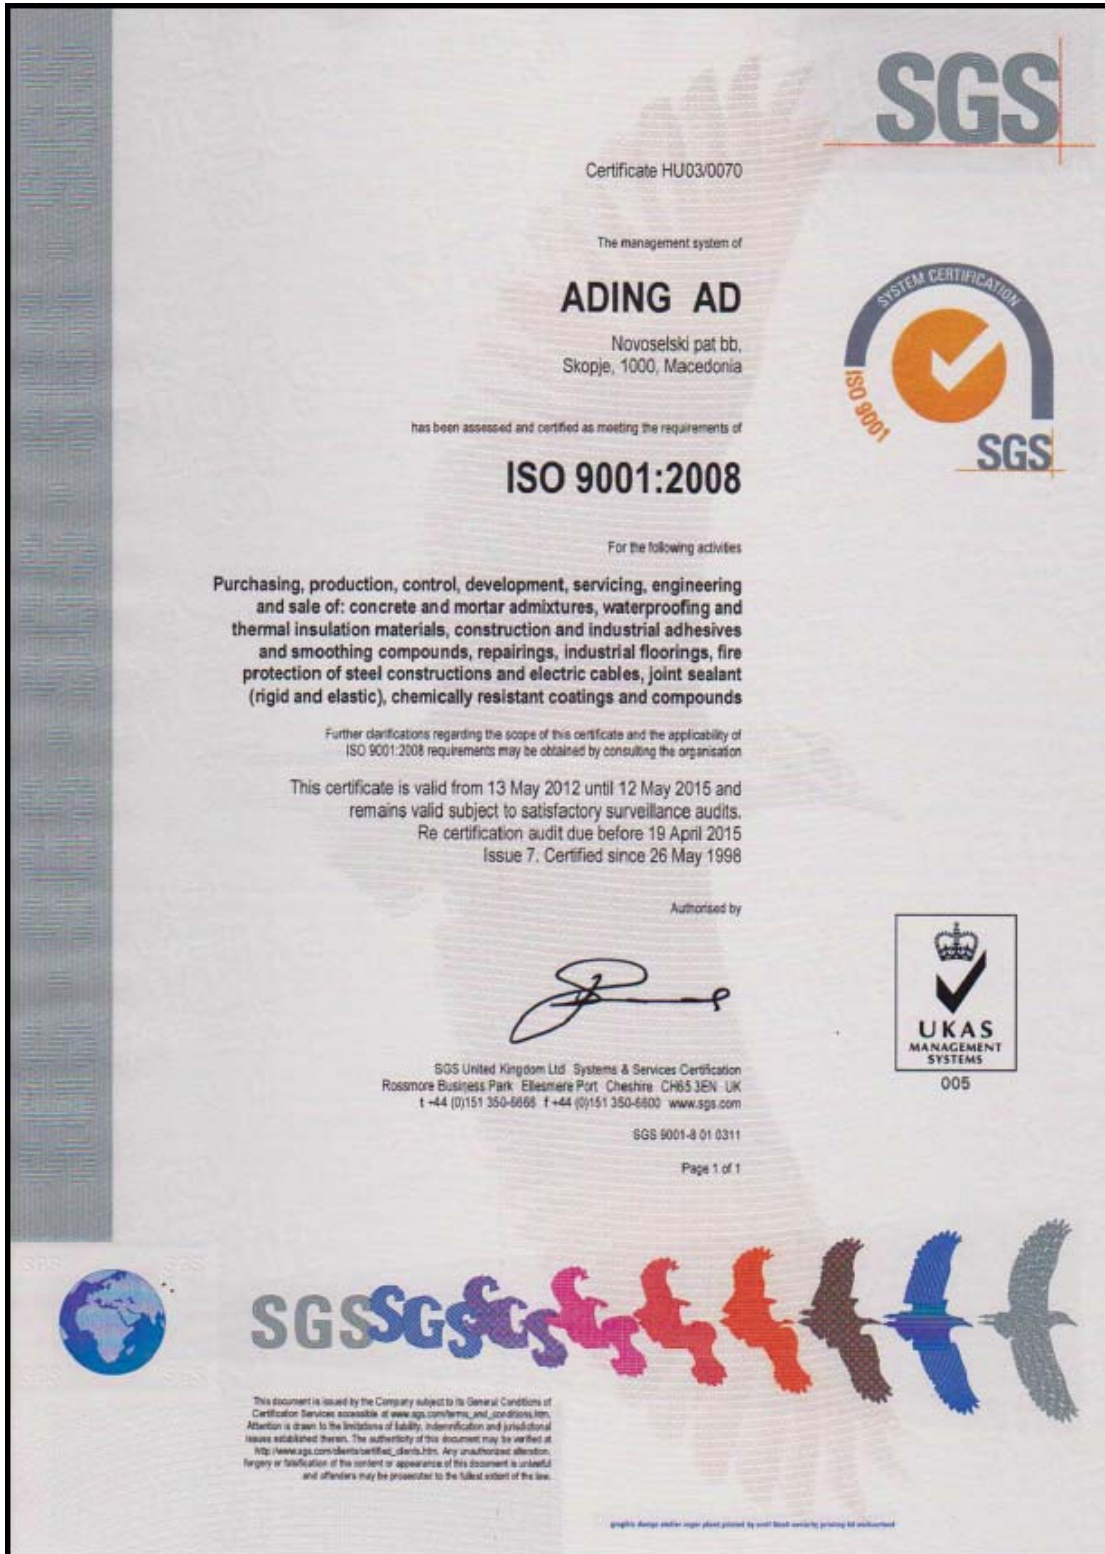 SGS
Certificate HU03/0070
The management system of
ADING AD
Novoselski pat bb,
Skopje, 1000, Macedonia
has been assessed and certified as meeting the requirements of
ISO 9001:2008
SYSTEM CERTIFICATION
ISO 9001
SGS
For the following activities
Purchasing, production, control, development, servicing, engineering
and sale of: concrete and mortar admixtures, waterproofing and
thermal insulation materials, construction and industrial adhesives
and smoothing compounds, repairings, industrial floorings, fire
protection of steel constructions and electric cables, joint sealant
(rigid and elastic), chemically resistant coatings and compounds
Further clarifications regarding the scope of this certificate and the applicability of
ISO 9001:2008 requirements may be obtained by consulting the organisation
This certificate is valid from 13 May 2012 until 12 May 2015 and
remains valid subject to satisfactory surveillance audits.
Re certification audit due before 19 April 2015
Issue 7. Certified since 26 May 1998
Authorised by
UKAS
MANAGEMENT
SYSTEMS
005
SGS United Kingdom Ltd Systems & Services Certification
Rossmore Business Park Ellesmere Port Cheshire CH65 3EN UK
t +44 (0)151 350-6666 f +44 (0)151 350-6600 www.sgs.com
SGS 9001-8 01 0311
Page 1 of 1
SGSSGSSGS
This document is issued by the Company subject to its General Conditions of
Certification Services accessible at www.sgs.com/terms_and_conditions.htm.
Attention is drawn to the limitations of liability, indemnification and jurisdictional
issues established therein. The authenticity of this document may be verified at
http://www.sgs.com/clients/certified_clients.htm. Any unauthorized alteration,
forgery or falsification of the content or appearance of this document is unlawful
and offenders may be prosecuted to the fullest extent of the law.